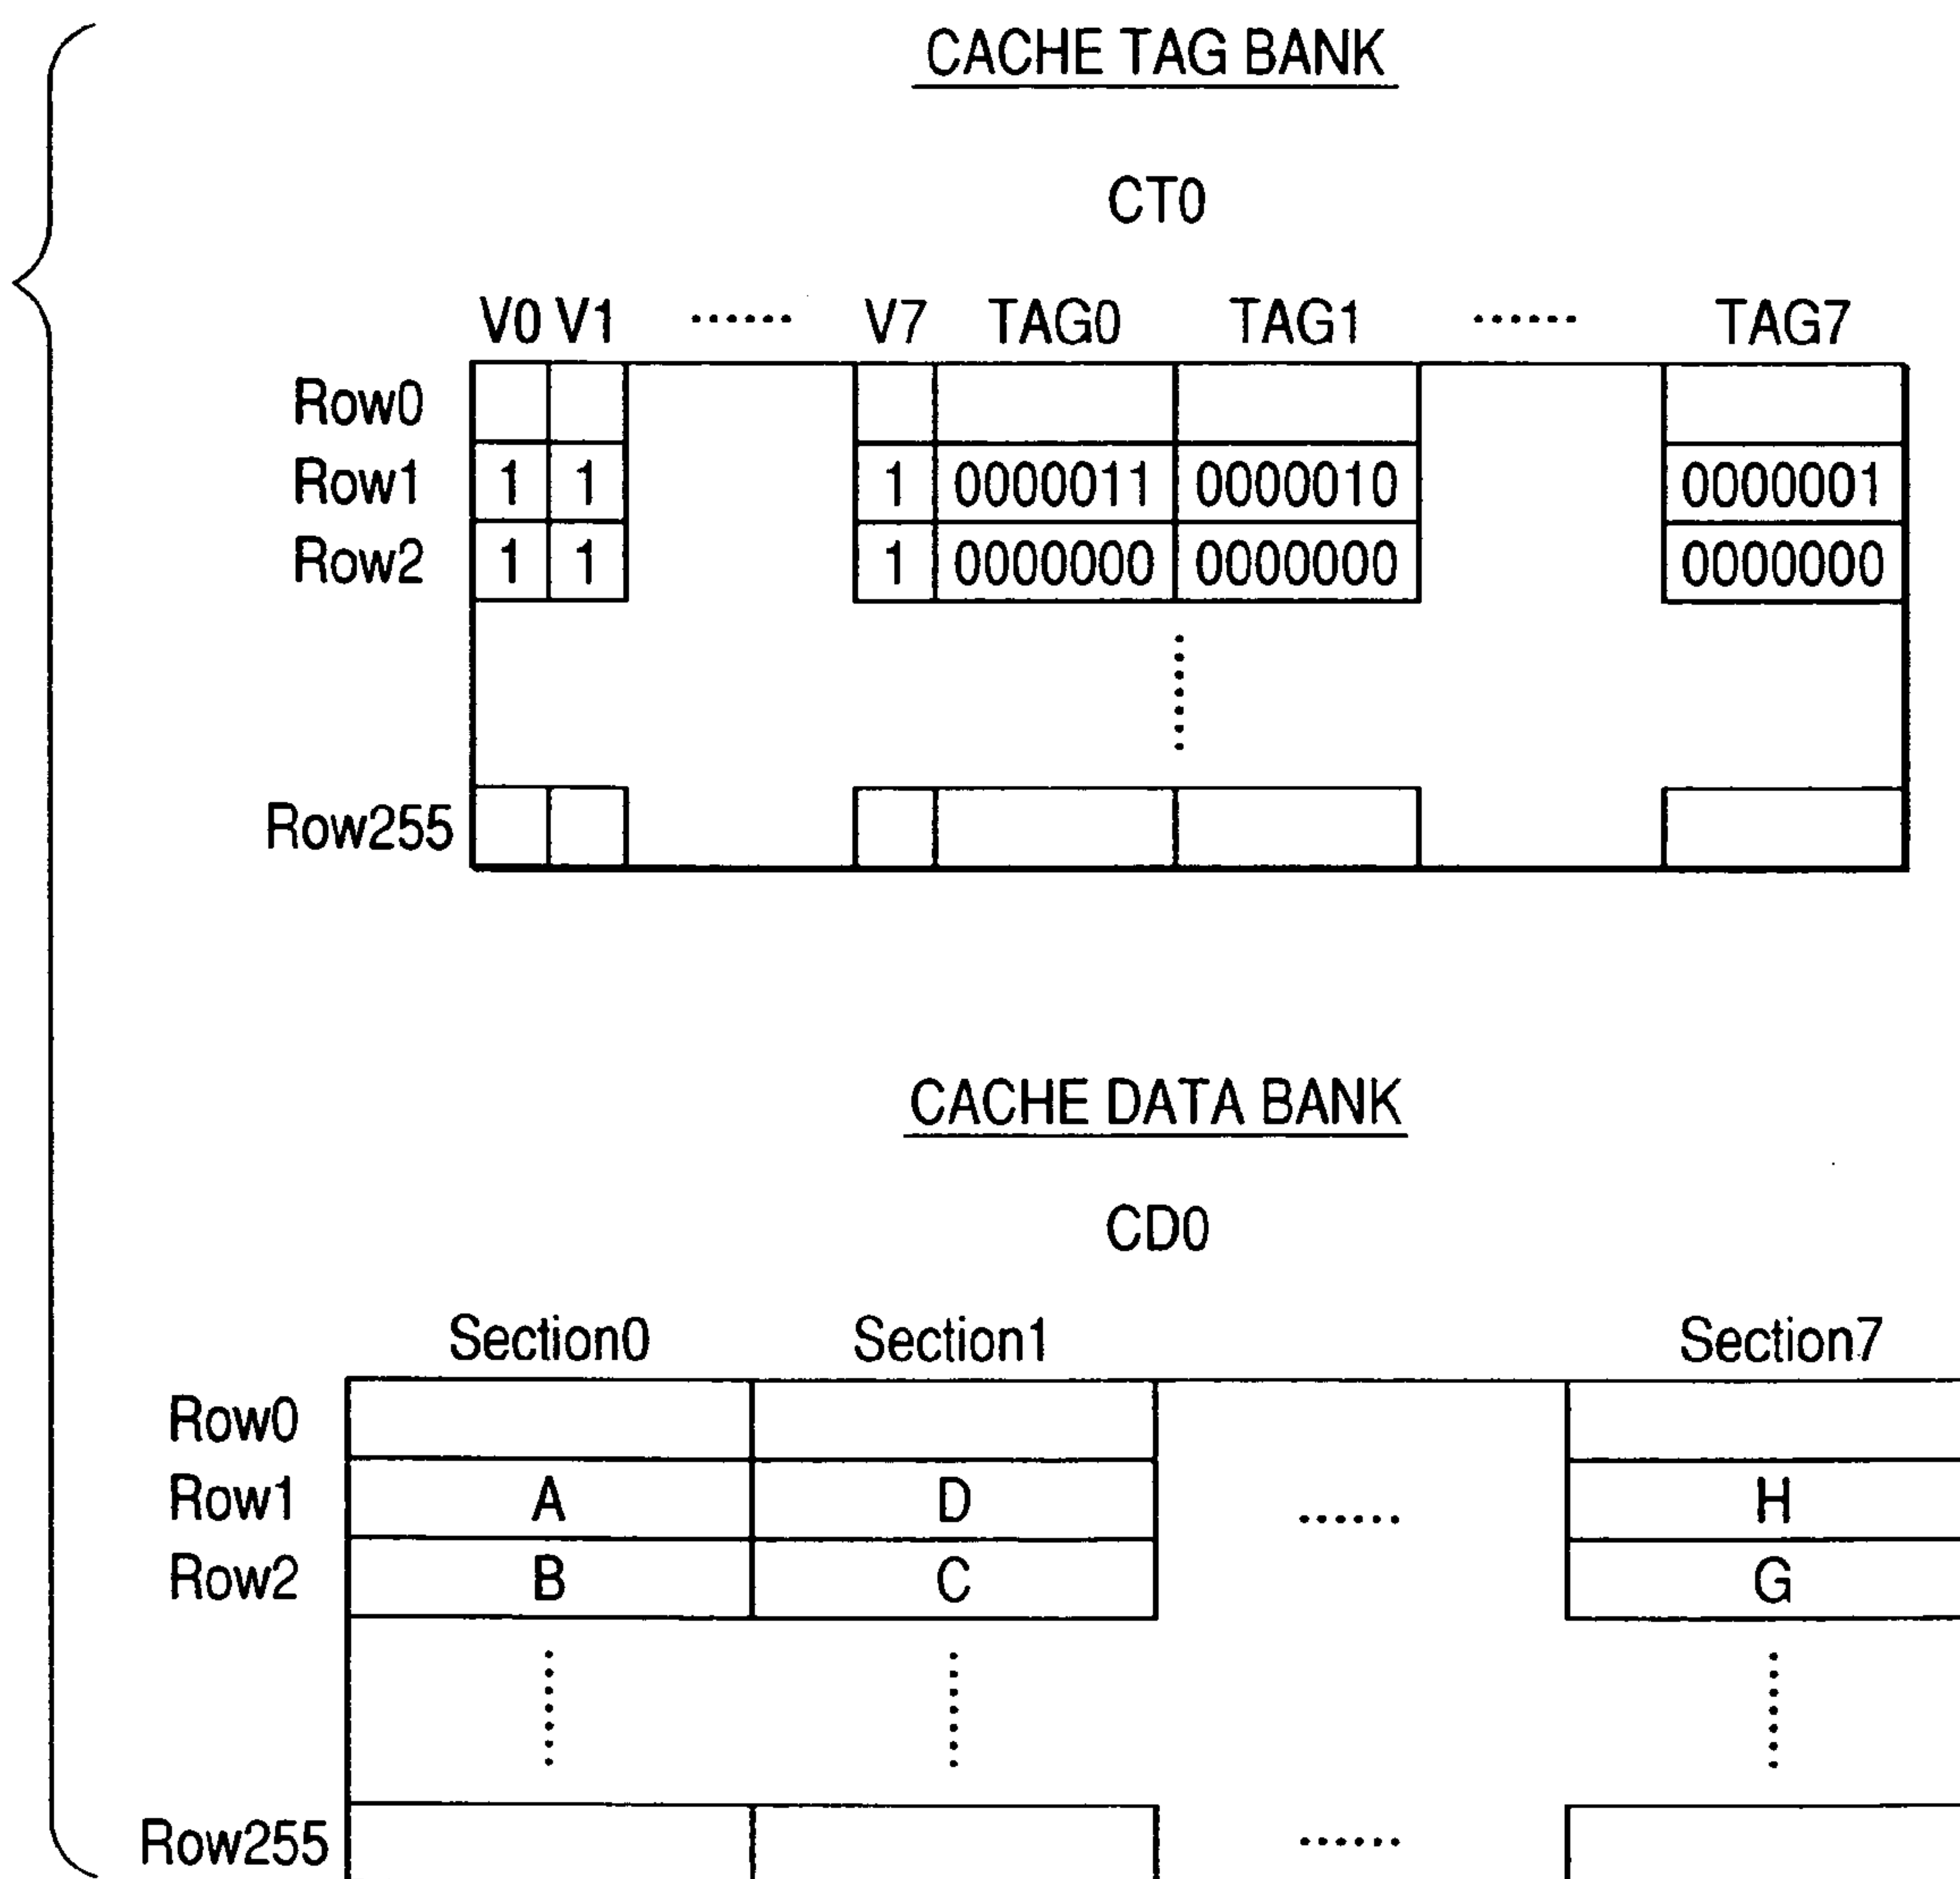 CACHE TAG BANK
CT0
V0 V1 ...... V7 TAG0 TAG1 ...... TAG7
Row0
Row1 1 1 1 0000011 0000010 0000001
Row2 1 1 1 0000000 0000000 0000000
Row255
CACHE DATA BANK
CD0
Section0 Section1 Section7
Row0
Row1 A D ...... H
Row2 B C G
Row255 ......